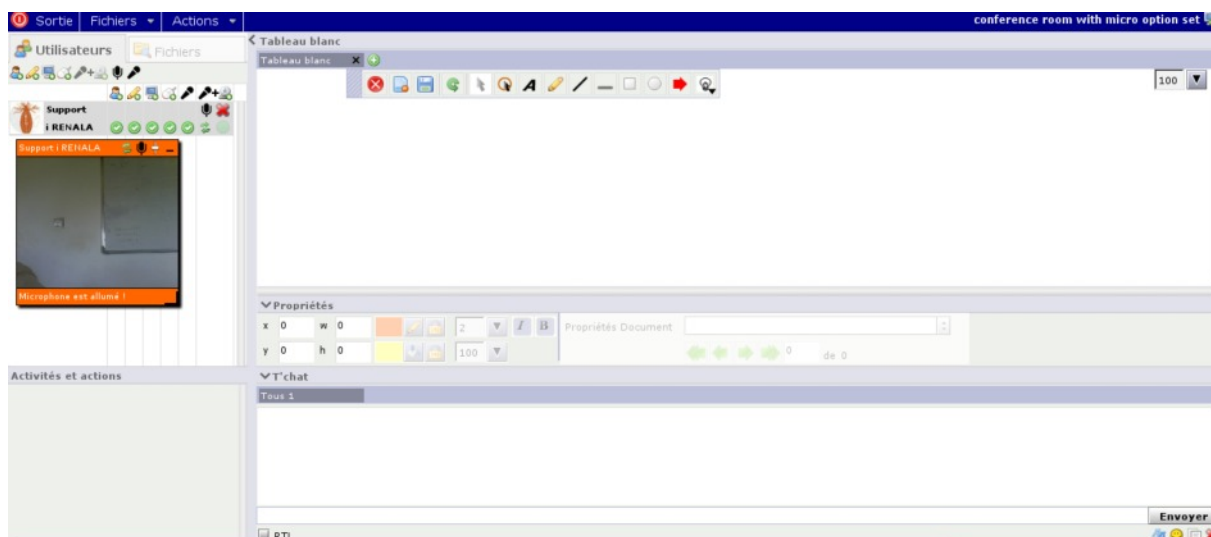 Sortie Fichiers Actions conference room with micro option set
Utilisateurs Fichiers
Tableau blanc
Tableau blanc
100
Support
i RENALA
Support i RENALA
Microphone est allumé !
Propriétés
x 0 w 0 2 I B Propriétés Document
y 0 h 0 100 0 de 0
Activités et actions
T'chat
Tous 1
Envoyer
RTL